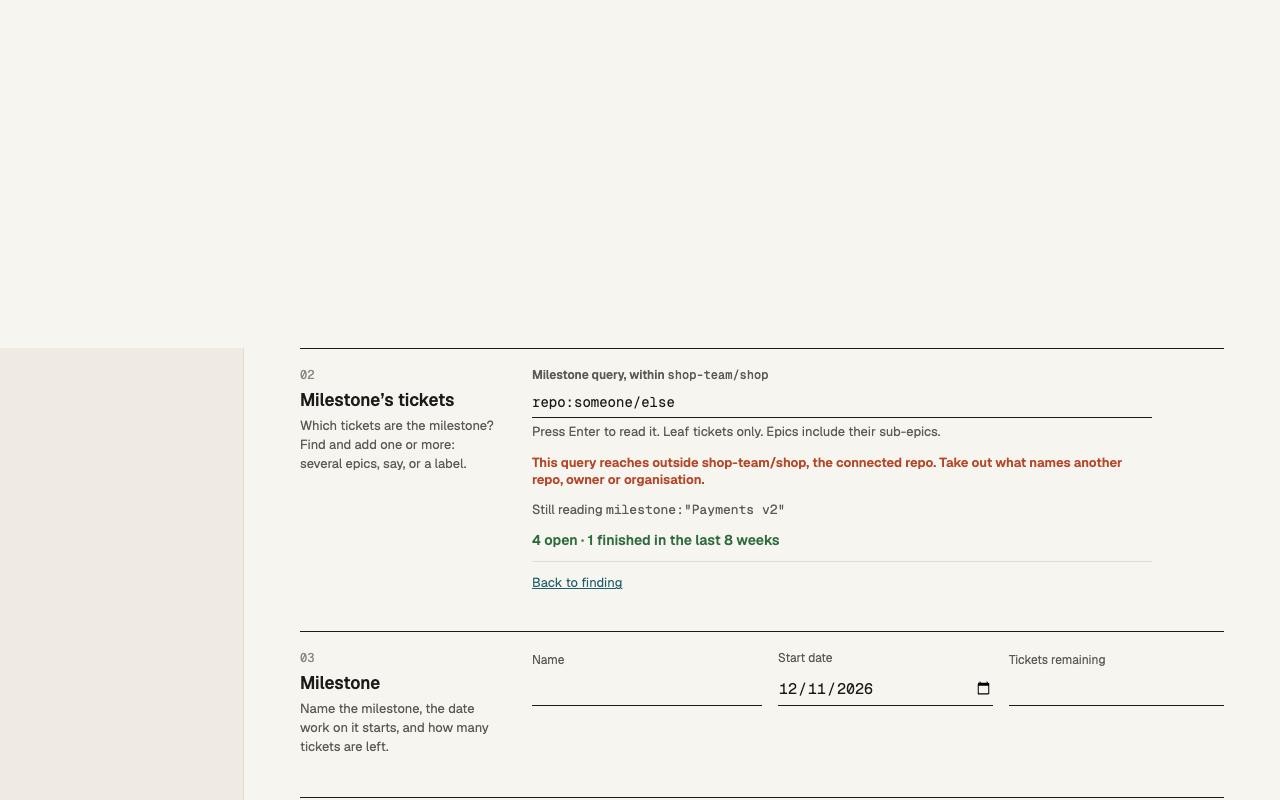 02
Milestone’s tickets
Which tickets are the milestone?
Find and add one or more:
several epics, say, or a label.
Milestone query, within shop-team/shop
repo:someone/else
Press Enter to read it. Leaf tickets only. Epics include their sub-epics.
This query reaches outside shop-team/shop, the connected repo. Take out what names another
repo, owner or organisation.
Still reading milestone:"Payments v2"
4 open · 1 finished in the last 8 weeks
Back to finding
03
Milestone
Name the milestone, the date
work on it starts, and how many
tickets are left.
Name
Start date
12/11/2026
Tickets remaining